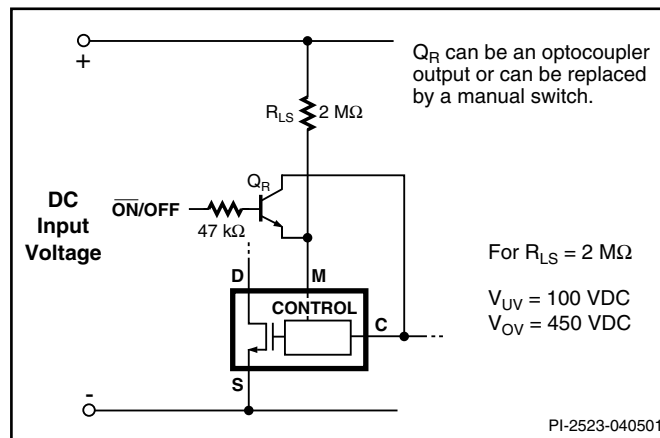 +
Q_R can be an optocoupler
output or can be replaced
by a manual switch.
R_LS
2 MΩ
Q_R
DC
Input
Voltage
ON/OFF
47 kΩ
For R_LS = 2 MΩ
V_UV = 100 VDC
V_OV = 450 VDC
D
M
CONTROL
C
S
-
PI-2523-040501